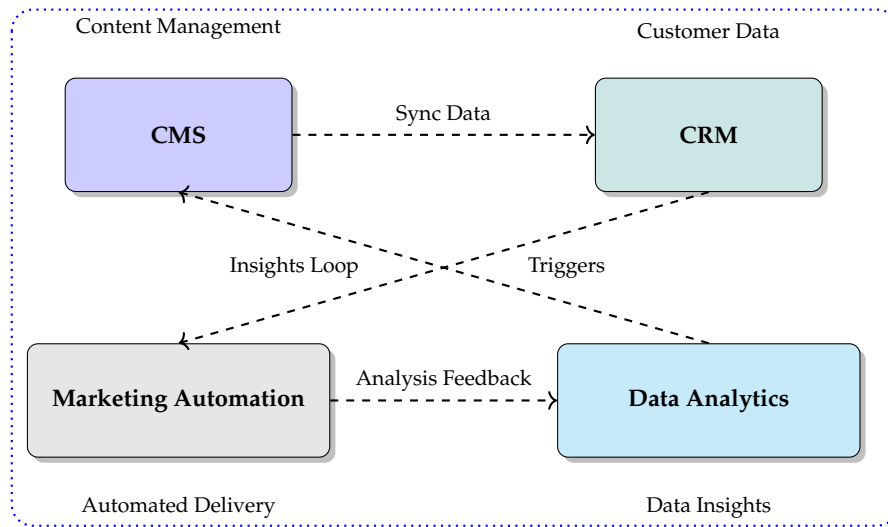 Content Management
Customer Data
CMS
Sync Data
CRM
Insights Loop
Triggers
Marketing Automation
Analysis Feedback
Data Analytics
Automated Delivery
Data Insights